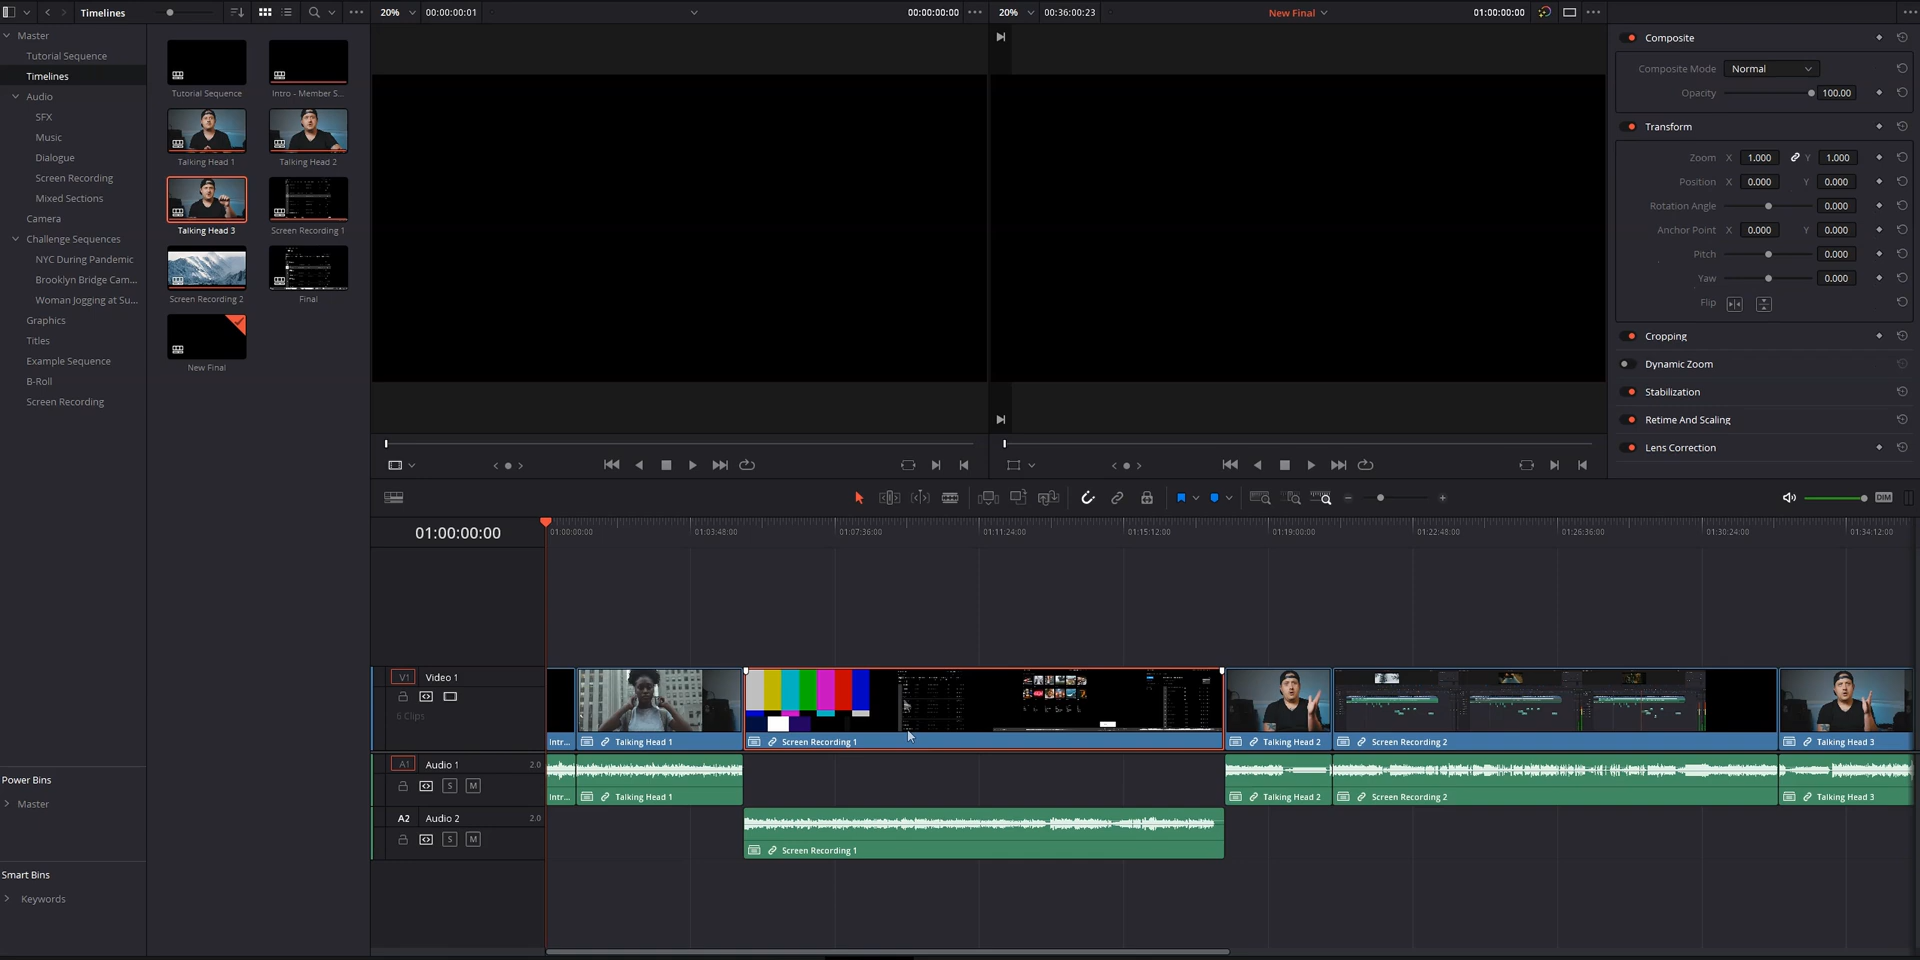 Timelines
20%
00:00:00:01
00:00:00:00
20%
00:36:00:23
New Final
01:00:00:00
Master
Tutorial Sequence
Timelines
Audio
SFX
Music
Dialogue
Screen Recording
Mixed Sections
Camera
Challenge Sequences
NYC During Pandemic
Brooklyn Bridge Cam...
Woman Jogging at Su...
Graphics
Titles
Example Sequence
B-Roll
Screen Recording
Power Bins
Master
Smart Bins
Keywords
Tutorial Sequence
Intro - Member S...
Talking Head 1
Talking Head 2
Talking Head 3
Screen Recording 1
Screen Recording 2
Final
New Final
Composite
Composite Mode Normal
Opacity 100.00
Transform
Zoom X 1.000 Y 1.000
Position X 0.000 Y 0.000
Rotation Angle 0.000
Anchor Point X 0.000 Y 0.000
Pitch 0.000
Yaw 0.000
Flip
Cropping
Dynamic Zoom
Stabilization
Retime And Scaling
Lens Correction
DIM
01:00:00:00
01:00:00:00
01:03:48:00
01:07:36:00
01:11:24:00
01:15:12:00
01:19:00:00
01:22:48:00
01:26:36:00
01:30:24:00
01:34:12:00
V1 Video 1
6 Clips
Intr...
Talking Head 1
Screen Recording 1
Talking Head 2
Screen Recording 2
Talking Head 3
A1 Audio 1 2.0
S M
Intr...
Talking Head 1
Talking Head 2
Screen Recording 2
Talking Head 3
A2 Audio 2 2.0
S M
Screen Recording 1